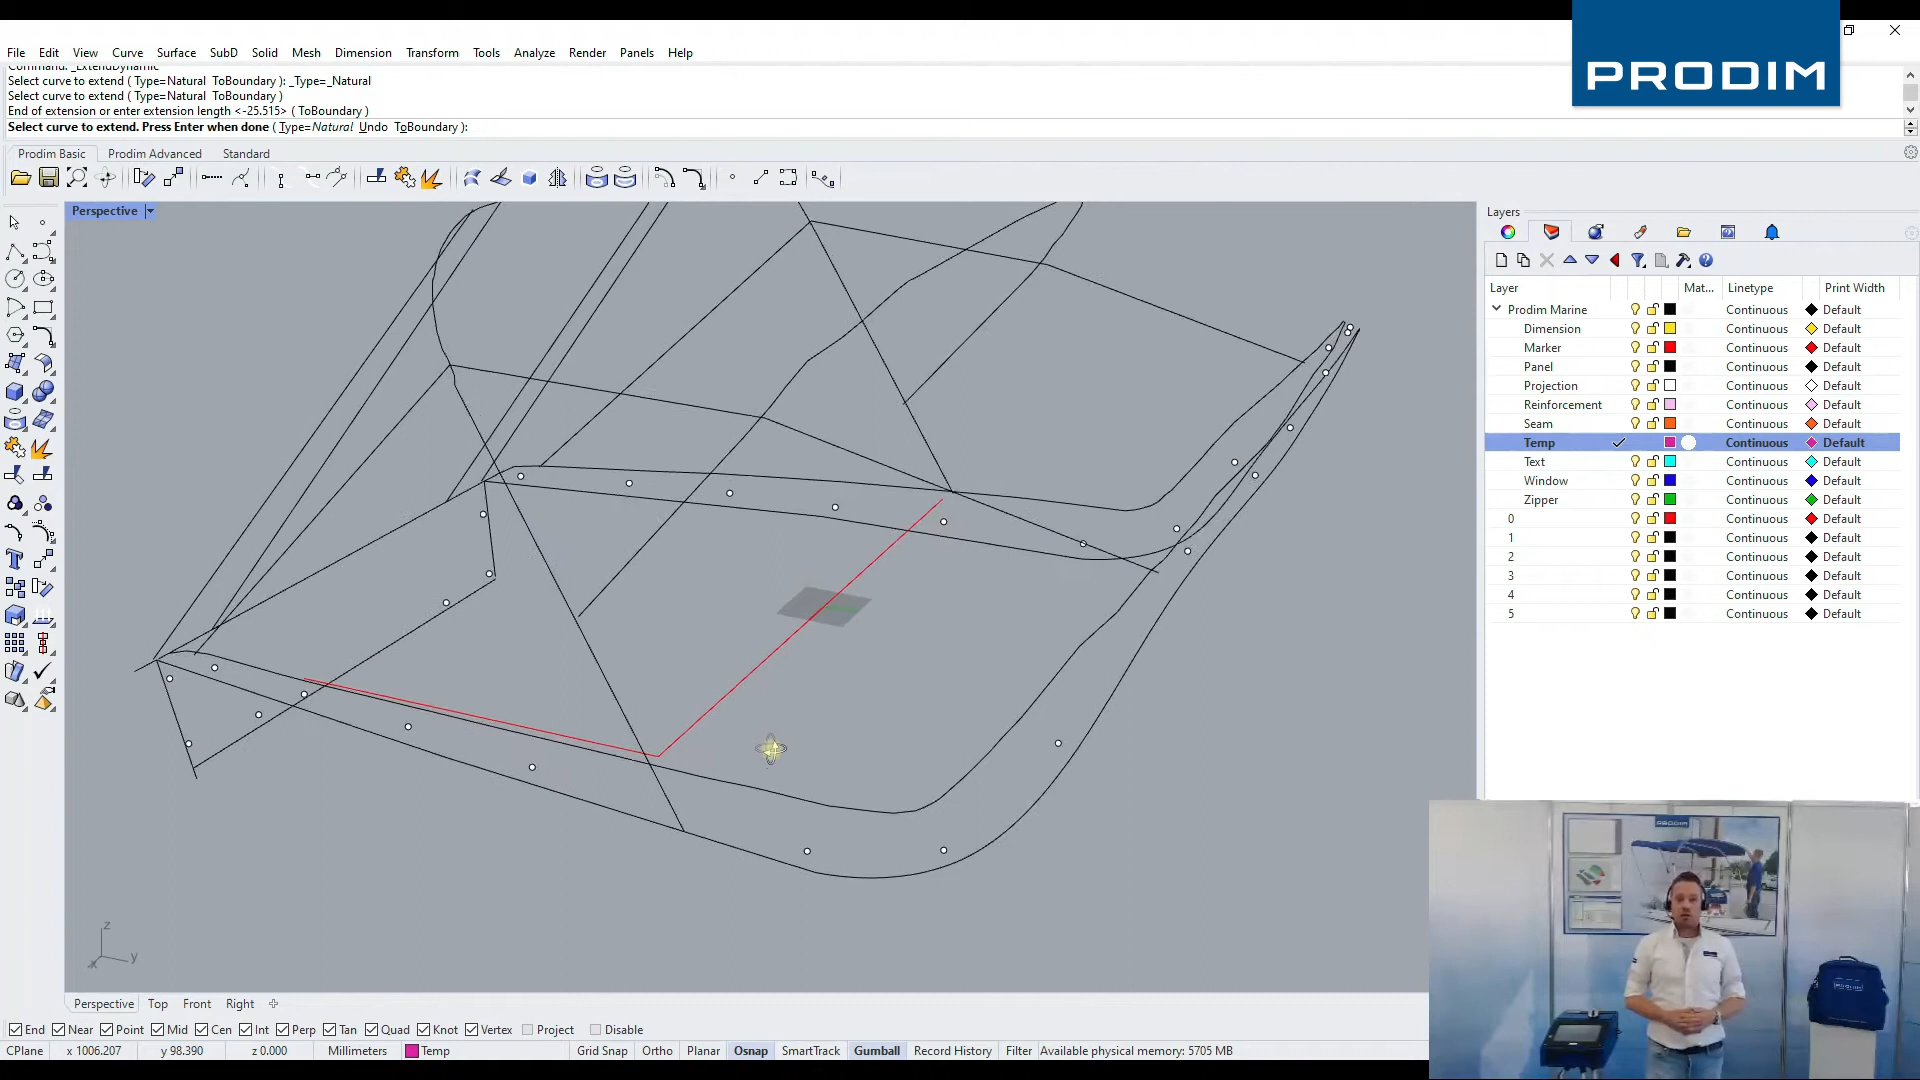 PRODIM
File Edit View Curve Surface SubD Solid Mesh Dimension Transform Tools Analyze Render Panels Help
Command: _ExtendDynamic
Select curve to extend ( Type=Natural ToBoundary ): _Type=_Natural
Select curve to extend ( Type=Natural ToBoundary )
End of extension or enter extension length <-25.515> ( ToBoundary )
Select curve to extend. Press Enter when done ( Type=Natural Undo ToBoundary ):
Prodim Basic Prodim Advanced Standard
Perspective
Layers
Layer Mat... Linetype Print Width
Prodim Marine Continuous Default
Dimension Continuous Default
Marker Continuous Default
Panel Continuous Default
Projection Continuous Default
Reinforcement Continuous Default
Seam Continuous Default
Temp Continuous Default
Text Continuous Default
Window Continuous Default
Zipper Continuous Default
0 Continuous Default
1 Continuous Default
2 Continuous Default
3 Continuous Default
4 Continuous Default
5 Continuous Default
z
y
x
PRODIM
PRODIM
Perspective Top Front Right
End Near Point Mid Cen Int Perp Tan Quad Knot Vertex Project Disable
CPlane x 1006.207 y 98.390 z 0.000 Millimeters Temp Grid Snap Ortho Planar Osnap SmartTrack Gumball Record History Filter Available physical memory: 5705 MB